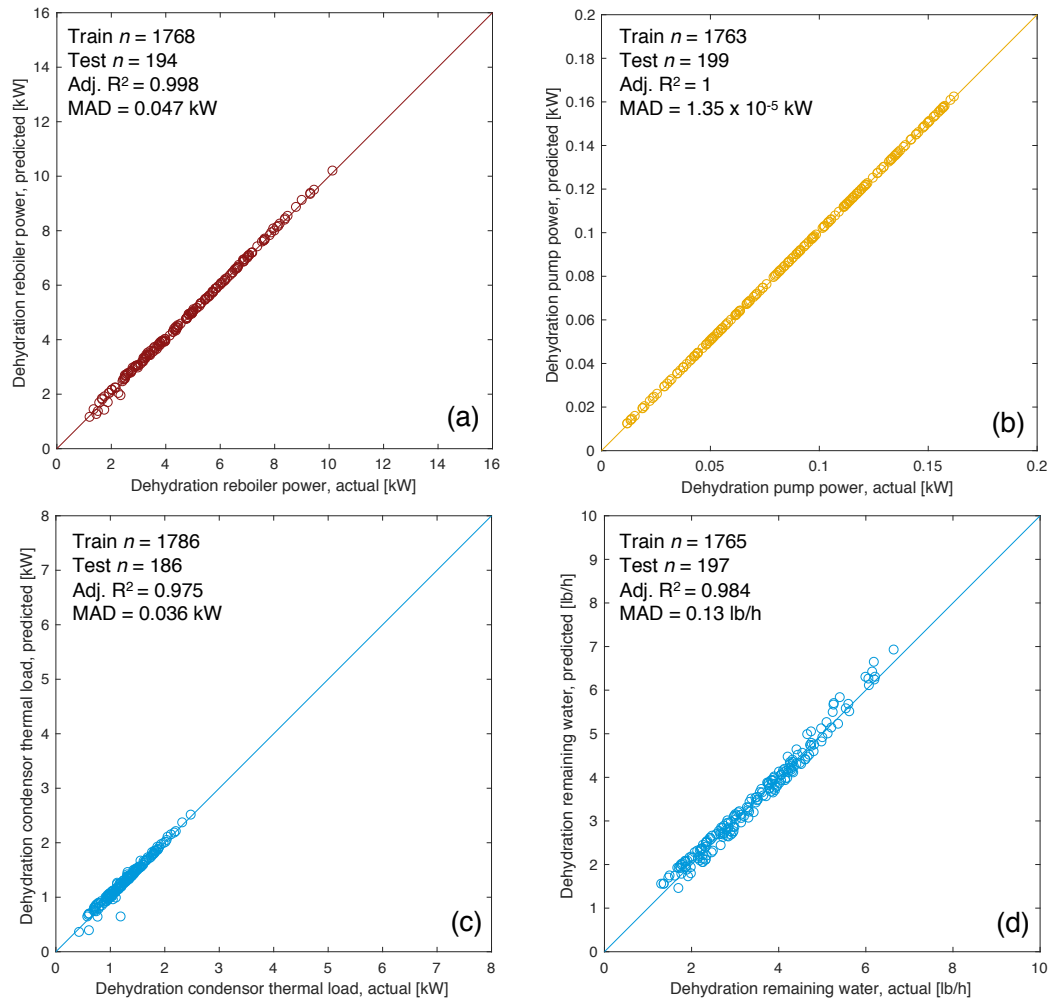 Train n = 1768
Test n = 194
Adj. R² = 0.998
MAD = 0.047 kW
(a)
16
14
12
10
8
6
4
2
0
0 2 4 6 8 10 12 14 16
Dehydration reboiler power, predicted [kW]
Dehydration reboiler power, actual [kW]
Train n = 1763
Test n = 199
Adj. R² = 1
MAD = 1.35 x 10⁻⁵ kW
(b)
0.2
0.18
0.16
0.14
0.12
0.1
0.08
0.06
0.04
0.02
0
0 0.05 0.1 0.15 0.2
Dehydration pump power, predicted [kW]
Dehydration pump power, actual [kW]
Train n = 1786
Test n = 186
Adj. R² = 0.975
MAD = 0.036 kW
(c)
8
7
6
5
4
3
2
1
0
0 1 2 3 4 5 6 7 8
Dehydration condensor thermal load, predicted [kW]
Dehydration condensor thermal load, actual [kW]
Train n = 1765
Test n = 197
Adj. R² = 0.984
MAD = 0.13 lb/h
(d)
10
9
8
7
6
5
4
3
2
1
0
0 2 4 6 8 10
Dehydration remaining water, predicted [lb/h]
Dehydration remaining water, actual [lb/h]